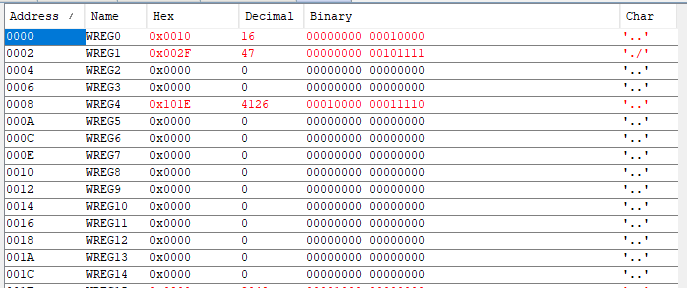 Address / Name Hex Decimal Binary Char
0000 WREG0 0x0010 16 00000000 00010000 '..'
0002 WREG1 0x002F 47 00000000 00101111 './'
0004 WREG2 0x0000 0 00000000 00000000 '..'
0006 WREG3 0x0000 0 00000000 00000000 '..'
0008 WREG4 0x101E 4126 00010000 00011110 '..'
000A WREG5 0x0000 0 00000000 00000000 '..'
000C WREG6 0x0000 0 00000000 00000000 '..'
000E WREG7 0x0000 0 00000000 00000000 '..'
0010 WREG8 0x0000 0 00000000 00000000 '..'
0012 WREG9 0x0000 0 00000000 00000000 '..'
0014 WREG10 0x0000 0 00000000 00000000 '..'
0016 WREG11 0x0000 0 00000000 00000000 '..'
0018 WREG12 0x0000 0 00000000 00000000 '..'
001A WREG13 0x0000 0 00000000 00000000 '..'
001C WREG14 0x0000 0 00000000 00000000 '..'